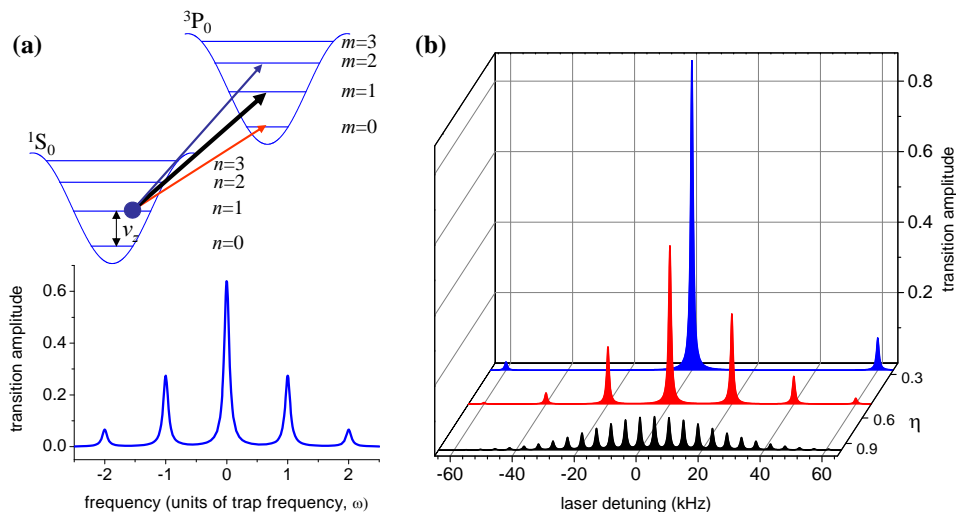 (a)
³P₀
m=3
m=2
m=1
m=0
¹S₀
n=3
n=2
n=1
n=0
νz
transition amplitude
0.6
0.4
0.2
0.0
-2 -1 0 1 2
frequency (units of trap frequency, ω)
(b)
0.8
0.6
0.4
0.2
transition amplitude
0.3
0.6
0.9
η
-60 -40 -20 0 20 40 60
laser detuning (kHz)